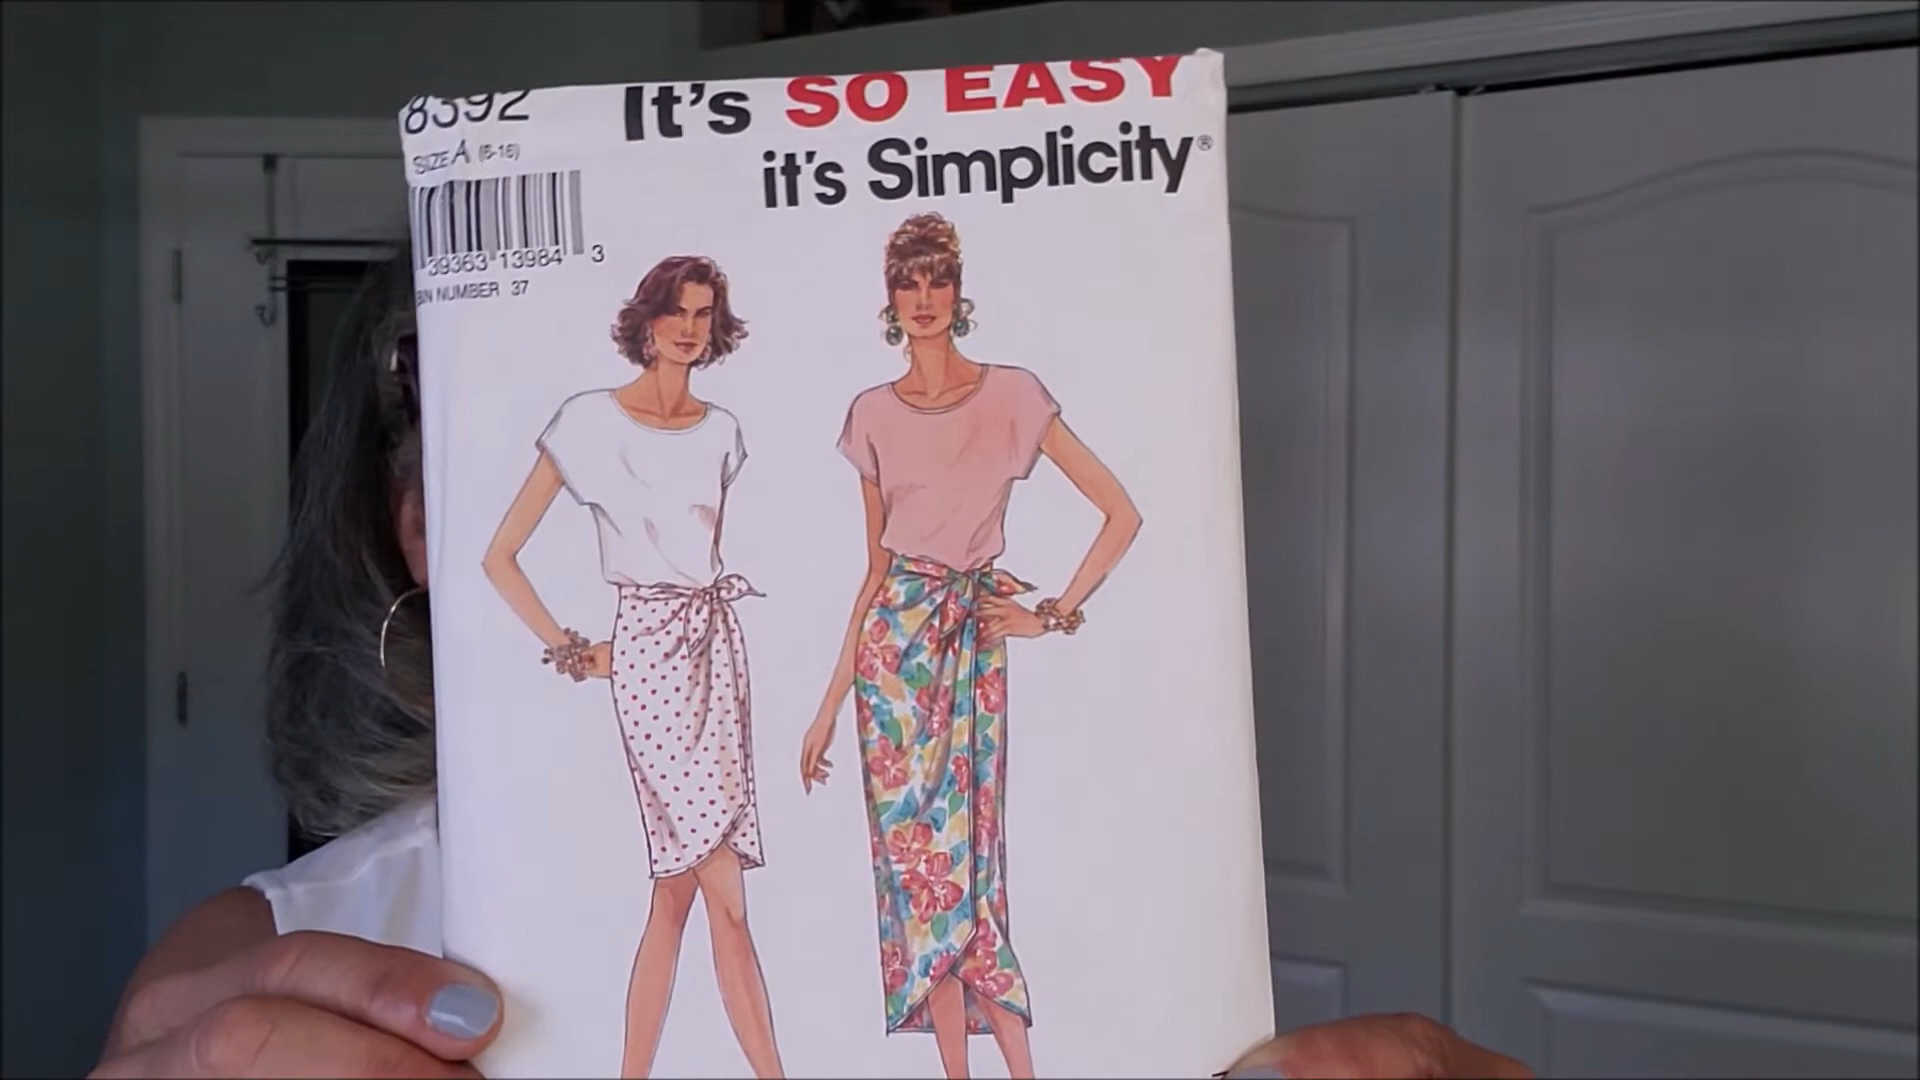 8392
It's SO EASY
it's Simplicity®
SIZE A (6-16)
39363 13984 3
BIN NUMBER 37